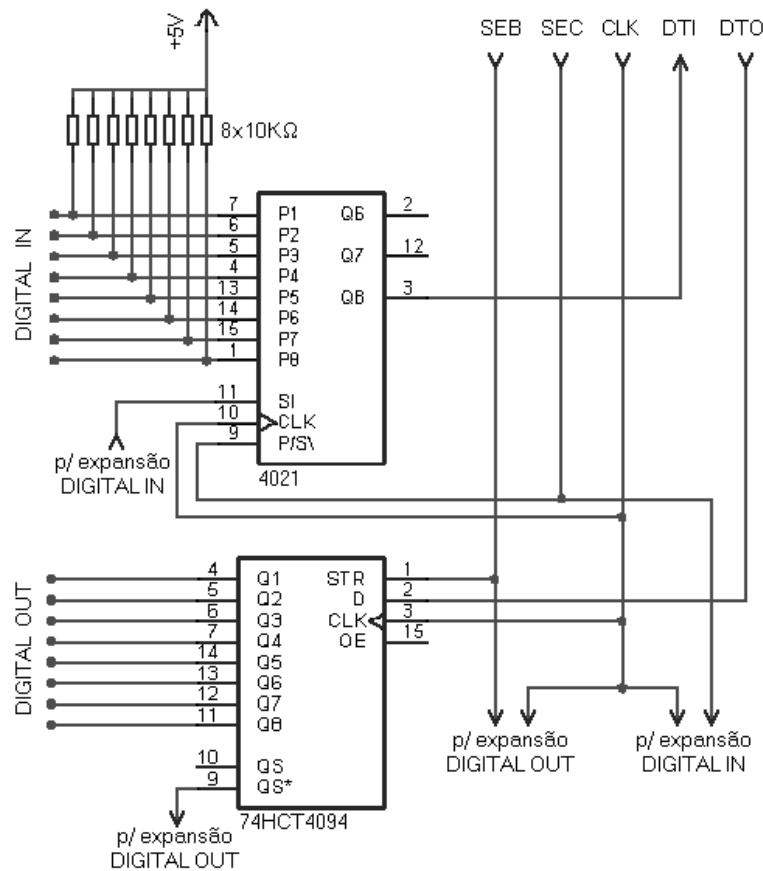 +5V
SEB SEC CLK DTI DTO
8x10KΩ
DIGITAL IN
7 P1 Q6 2
6 P2
5 P3 Q7 12
4 P4
13 P5 Q8 3
14 P6
15 P7
1 P8
11 SI
10 CLK
9 P/S\
4021
p/ expansão
DIGITAL IN
DIGITAL OUT
4 Q1 STR 1
5 Q2 D 2
6 Q3 CLK 3
7 Q4 OE 15
14 Q5
13 Q6
12 Q7
11 Q8
10 QS
9 QS*
74HCT4094
p/ expansão
DIGITAL OUT
p/ expansão
DIGITAL OUT
p/ expansão
DIGITAL IN